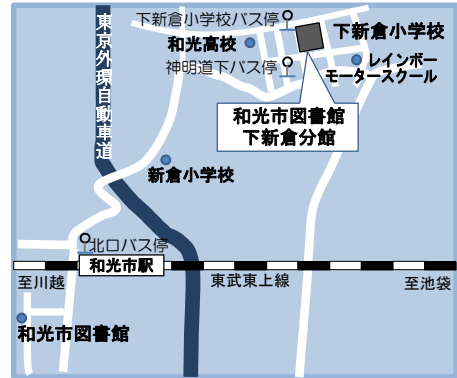 下新倉小学校バス停
和光高校
下新倉小学校
神明道下バス停
レインボー
モータースクール
和光市図書館
下新倉分館
東京外環自動車道
新倉小学校
北口バス停
和光市駅
至川越
東武東上線
至池袋
和光市図書館